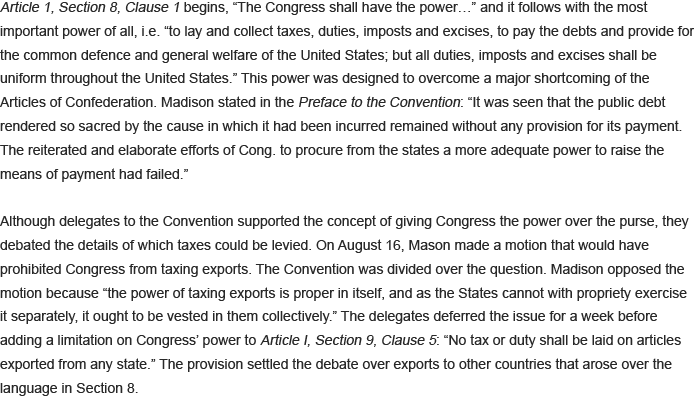 Article 1, Section 8, Clause 1 begins, “The Congress shall have the power…” and it follows with the most
important power of all, i.e. “to lay and collect taxes, duties, imposts and excises, to pay the debts and provide for
the common defence and general welfare of the United States; but all duties, imposts and excises shall be
uniform throughout the United States.” This power was designed to overcome a major shortcoming of the
Articles of Confederation. Madison stated in the Preface to the Convention: “It was seen that the public debt
rendered so sacred by the cause in which it had been incurred remained without any provision for its payment.
The reiterated and elaborate efforts of Cong. to procure from the states a more adequate power to raise the
means of payment had failed.”
Although delegates to the Convention supported the concept of giving Congress the power over the purse, they
debated the details of which taxes could be levied. On August 16, Mason made a motion that would have
prohibited Congress from taxing exports. The Convention was divided over the question. Madison opposed the
motion because “the power of taxing exports is proper in itself, and as the States cannot with propriety exercise
it separately, it ought to be vested in them collectively.” The delegates deferred the issue for a week before
adding a limitation on Congress’ power to Article I, Section 9, Clause 5: “No tax or duty shall be laid on articles
exported from any state.” The provision settled the debate over exports to other countries that arose over the
language in Section 8.